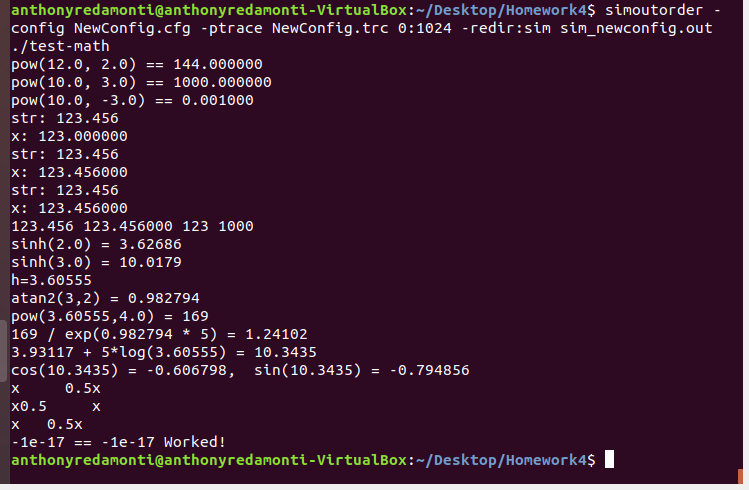 anthonyredamonti@anthonyredamonti-VirtualBox:~/Desktop/Homework4$ simoutorder -
config NewConfig.cfg -ptrace NewConfig.trc 0:1024 -redir:sim sim_newconfig.out
./test-math
pow(12.0, 2.0) == 144.000000
pow(10.0, 3.0) == 1000.000000
pow(10.0, -3.0) == 0.001000
str: 123.456
x: 123.000000
str: 123.456
x: 123.456000
str: 123.456
x: 123.456000
123.456 123.456000 123 1000
sinh(2.0) = 3.62686
sinh(3.0) = 10.0179
h=3.60555
atan2(3,2) = 0.982794
pow(3.60555,4.0) = 169
169 / exp(0.982794 * 5) = 1.24102
3.93117 + 5*log(3.60555) = 10.3435
cos(10.3435) = -0.606798,  sin(10.3435) = -0.794856
x     0.5x
x0.5     x
x   0.5x
-1e-17 == -1e-17 Worked!
anthonyredamonti@anthonyredamonti-VirtualBox:~/Desktop/Homework4$